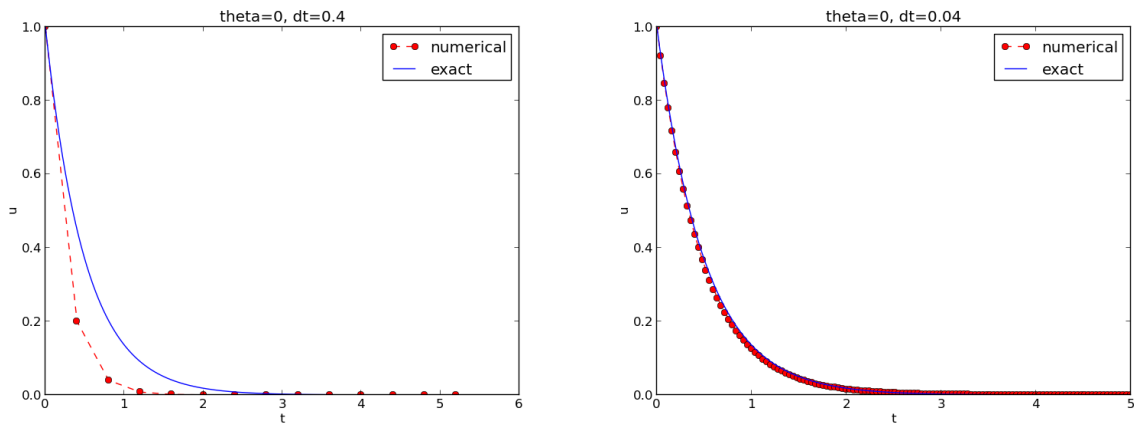 theta=0, dt=0.4
numerical
exact
1.0
0.8
0.6
0.4
0.2
0.0
u
0 1 2 3 4 5 6
t
theta=0, dt=0.04
numerical
exact
1.0
0.8
0.6
0.4
0.2
0.0
u
0 1 2 3 4 5
t